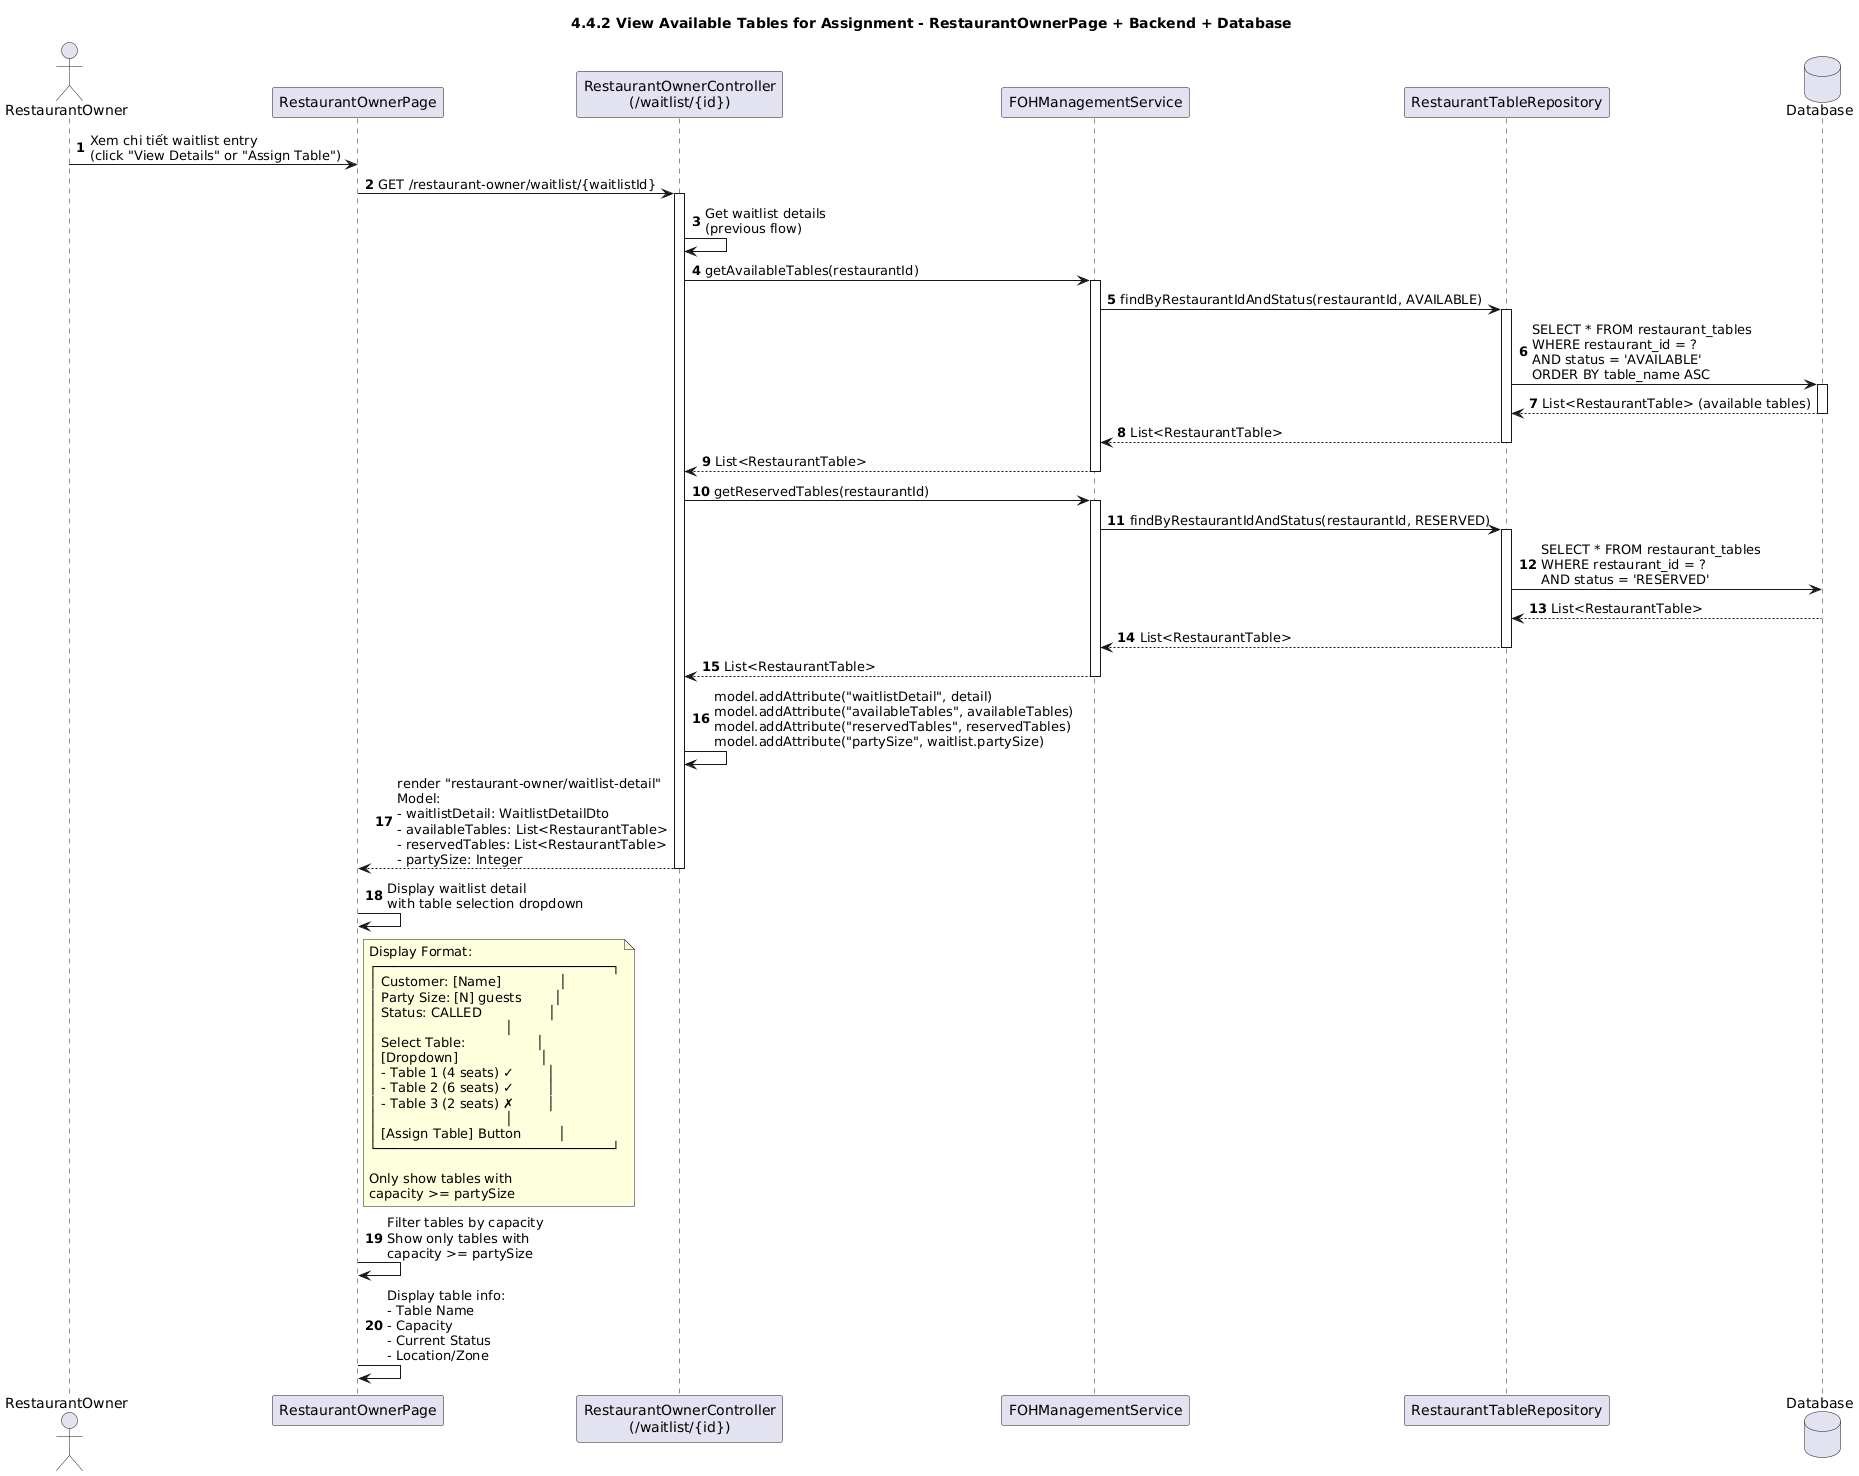 4.4.2 View Available Tables for Assignment - RestaurantOwnerPage + Backend + Database
RestaurantOwner
RestaurantOwnerPage
RestaurantOwnerController
(/waitlist/{id})
FOHManagementService
RestaurantTableRepository
Database
1 Xem chi tiết waitlist entry
(click "View Details" or "Assign Table")
2 GET /restaurant-owner/waitlist/{waitlistId}
3 Get waitlist details
(previous flow)
4 getAvailableTables(restaurantId)
5 findByRestaurantIdAndStatus(restaurantId, AVAILABLE)
6 SELECT * FROM restaurant_tables
WHERE restaurant_id = ?
AND status = 'AVAILABLE'
ORDER BY table_name ASC
7 List<RestaurantTable> (available tables)
8 List<RestaurantTable>
9 List<RestaurantTable>
10 getReservedTables(restaurantId)
11 findByRestaurantIdAndStatus(restaurantId, RESERVED)
12 SELECT * FROM restaurant_tables
WHERE restaurant_id = ?
AND status = 'RESERVED'
13 List<RestaurantTable>
14 List<RestaurantTable>
15 List<RestaurantTable>
16 model.addAttribute("waitlistDetail", detail)
model.addAttribute("availableTables", availableTables)
model.addAttribute("reservedTables", reservedTables)
model.addAttribute("partySize", waitlist.partySize)
17 render "restaurant-owner/waitlist-detail"
Model:
- waitlistDetail: WaitlistDetailDto
- availableTables: List<RestaurantTable>
- reservedTables: List<RestaurantTable>
- partySize: Integer
18 Display waitlist detail
with table selection dropdown
Display Format:
Customer: [Name]
Party Size: [N] guests
Status: CALLED
Select Table:
[Dropdown]
- Table 1 (4 seats) ✓
- Table 2 (6 seats) ✓
- Table 3 (2 seats) ✗
[Assign Table] Button
Only show tables with
capacity >= partySize
19 Filter tables by capacity
Show only tables with
capacity >= partySize
20 Display table info:
- Table Name
- Capacity
- Current Status
- Location/Zone
RestaurantOwner
RestaurantOwnerPage
RestaurantOwnerController
(/waitlist/{id})
FOHManagementService
RestaurantTableRepository
Database